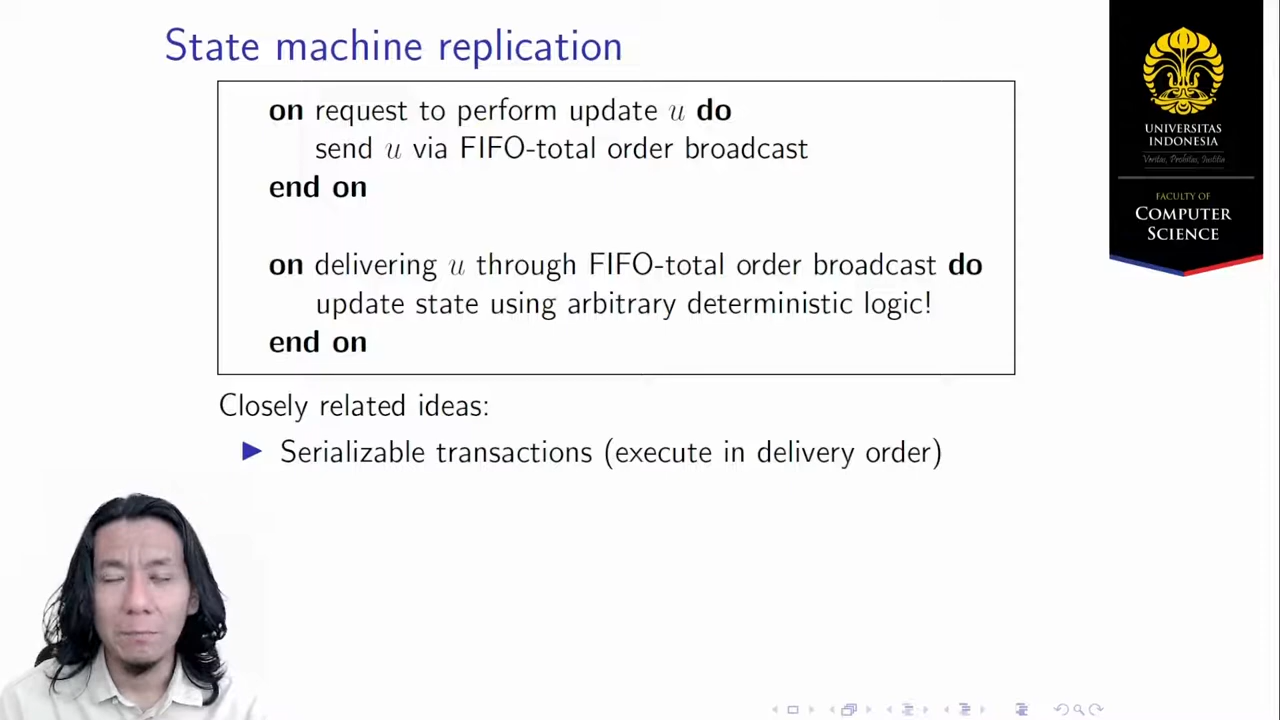 State machine replication
on request to perform update u do
send u via FIFO-total order broadcast
end on
on delivering u through FIFO-total order broadcast do
update state using arbitrary deterministic logic!
end on
Closely related ideas:
▶ Serializable transactions (execute in delivery order)
UNIVERSITAS
INDONESIA
Veritas, Probitas, Iustitia
FACULTY OF
COMPUTER
SCIENCE